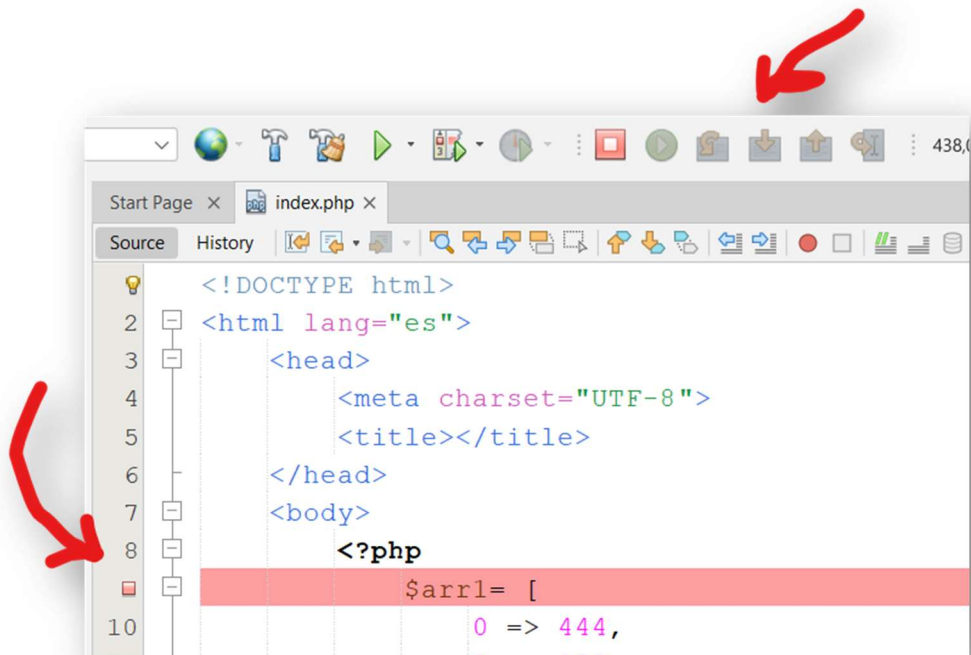 438,0
Start Page
index.php
Source
History
<!DOCTYPE html>
2 <html lang="es">
3 <head>
4 <meta charset="UTF-8">
5 <title></title>
6 </head>
7 <body>
8 <?php
$arr1= [
10 0 => 444,